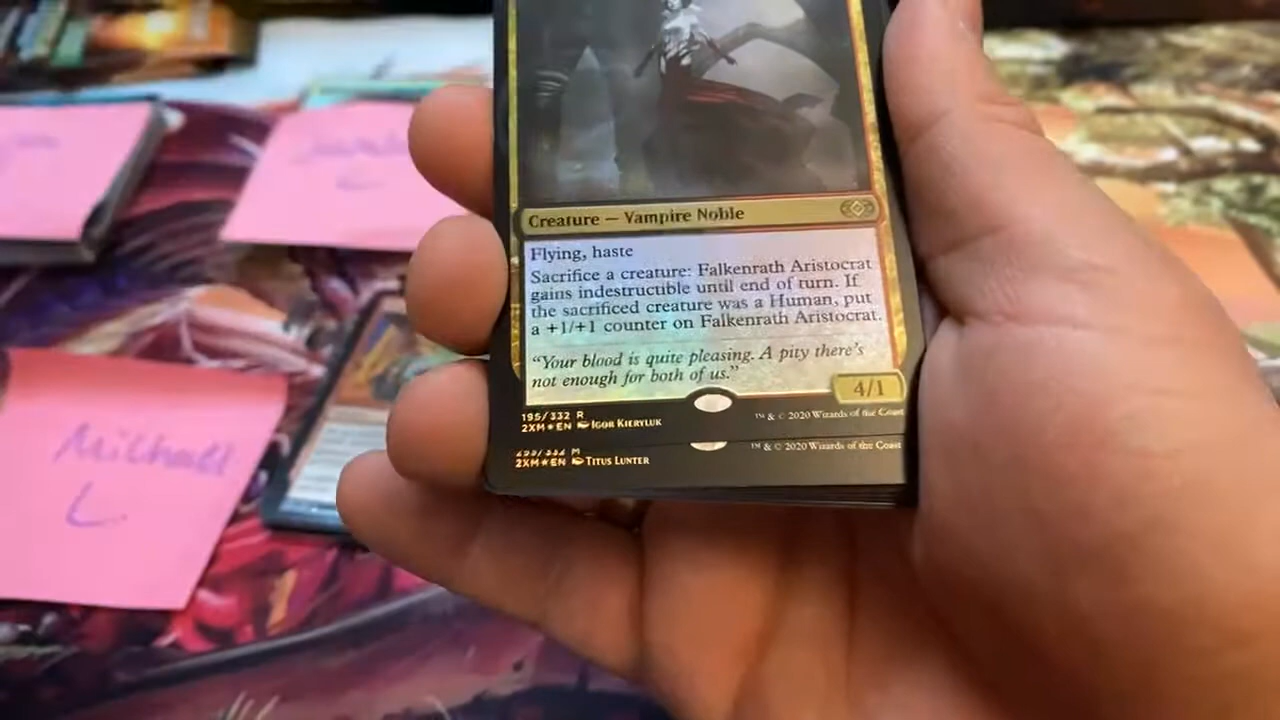 Creature — Vampire Noble
Flying, haste
Sacrifice a creature: Falkenrath Aristocrat
gains indestructible until end of turn. If
the sacrificed creature was a Human, put
a +1/+1 counter on Falkenrath Aristocrat.
"Your blood is quite pleasing. A pity there's
not enough for both of us."
4/1
195/332 R
2XM★EN IGOR KIERYLUK
™ & © 2020 Wizards of the Coast
M
2XM★EN TITUS LUNTER
™ & © 2020 Wizards of the Coast
Michael
L